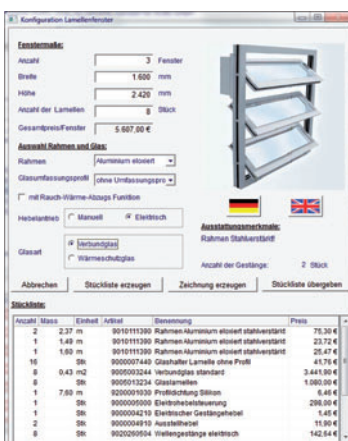 Konfiguration Lamellenfenster
Fenstermaße:
Anzahl 3 Fenster
Breite 1.600 mm
Höhe 2.420 mm
Anzahl der Lamellen 8 Stück
Gesamtpreis/Fenster 5 607,00 €
Auswahl Rahmen und Glas:
Rahmen Aluminium eloxiert
Glasumfassungsprofil ohne Umfassungspro
mit Rauch-Wärme-Abzugs Funktion
Hebelantrieb Manuell Elektrisch
Ausstattungsmerkmale:
Rahmen Stahlverstärkt!
Glasart Verbundglas
Wärmeschutzglas
Anzahl der Gestänge: 2 Stück
Abbrechen Stückliste erzeugen Zeichnung erzeugen Stückliste übergeben
Stückliste:
Anzahl Mass Einheit Artikel Benennung Preis
2 2,37 m 9010111390 Rahmen Aluminium eloxiert stahlverstärkt 75,30 €
1 1,49 m 9010111390 Rahmen Aluminium eloxiert stahlverstärkt 23,72 €
1 1,60 m 9010111390 Rahmen Aluminium eloxiert stahlverstärkt 25,47 €
16 Stk 9000007440 Glashalter Lamelle ohne Profil 41,76 €
8 0,43 m2 9005093244 Verbundglas standard 3.441,90 €
8 Stk 9005013234 Glaslamellen 1.080,00 €
1 7,60 m 9200091030 Profildichtung Silikon 6,46 €
1 Stk 9000005000 Elektrohebelsteuerung 298,00 €
1 Stk 9000004210 Elektrischer Gestängehebel 1,45 €
2 Stk 9000004910 Ausstellhebel 11,90 €
2 Stk 9020260504 Wellengestänge elektrisch 142,64 €